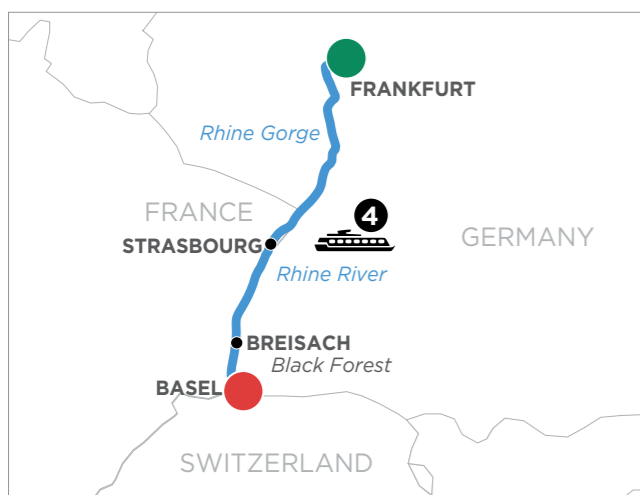 FRANKFURT
Rhine Gorge
FRANCE
4
GERMANY
STRASBOURG
Rhine River
BREISACH
Black Forest
BASEL
SWITZERLAND